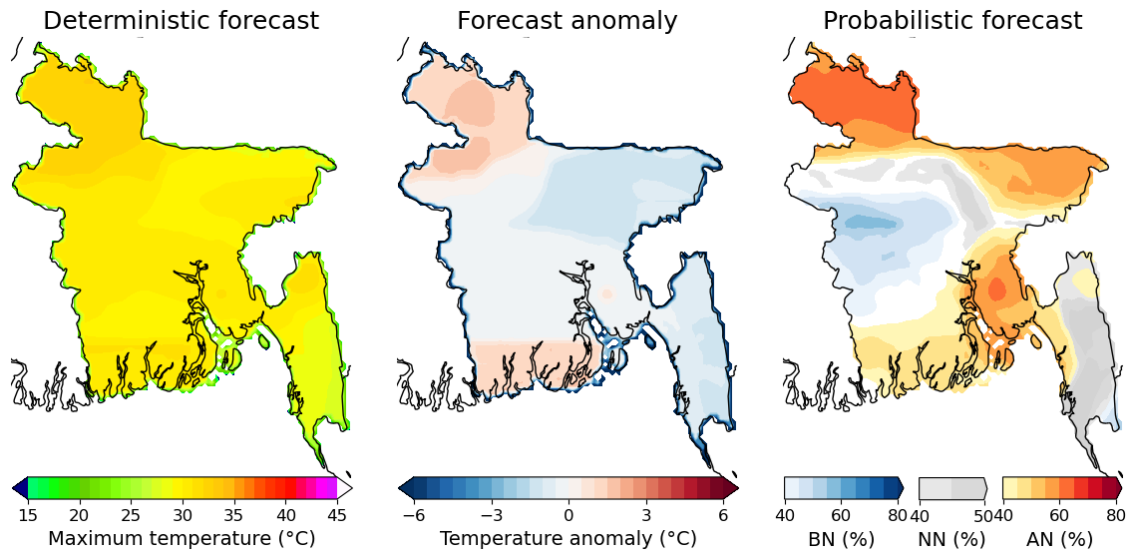 Deterministic forecast
Forecast anomaly
Probabilistic forecast
15 20 25 30 35 40 45
−6 −3 0 3 6
40 60 80
40 50
40 60 80
Maximum temperature (°C)
Temperature anomaly (°C)
BN (%)
NN (%)
AN (%)